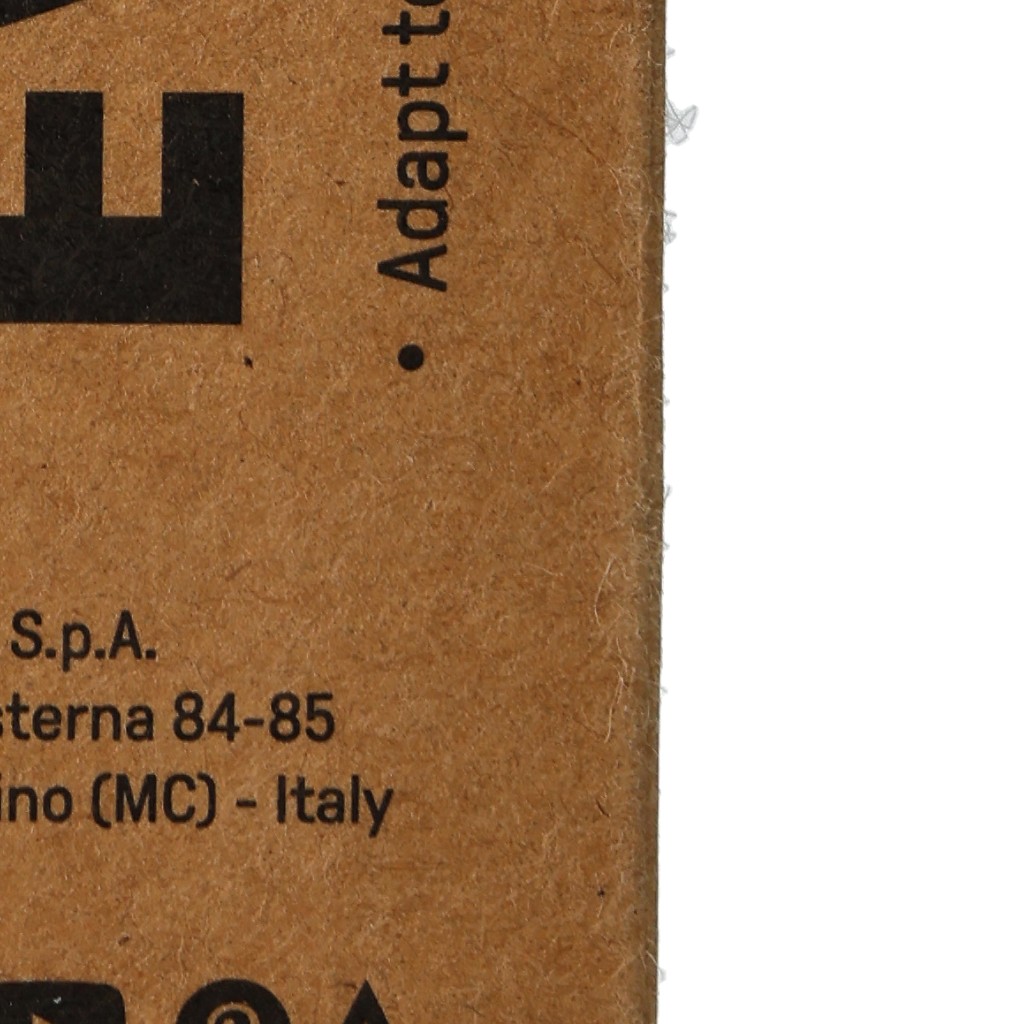 E
• Adapt to
S.p.A.
sterna 84-85
ino (MC) - Italy